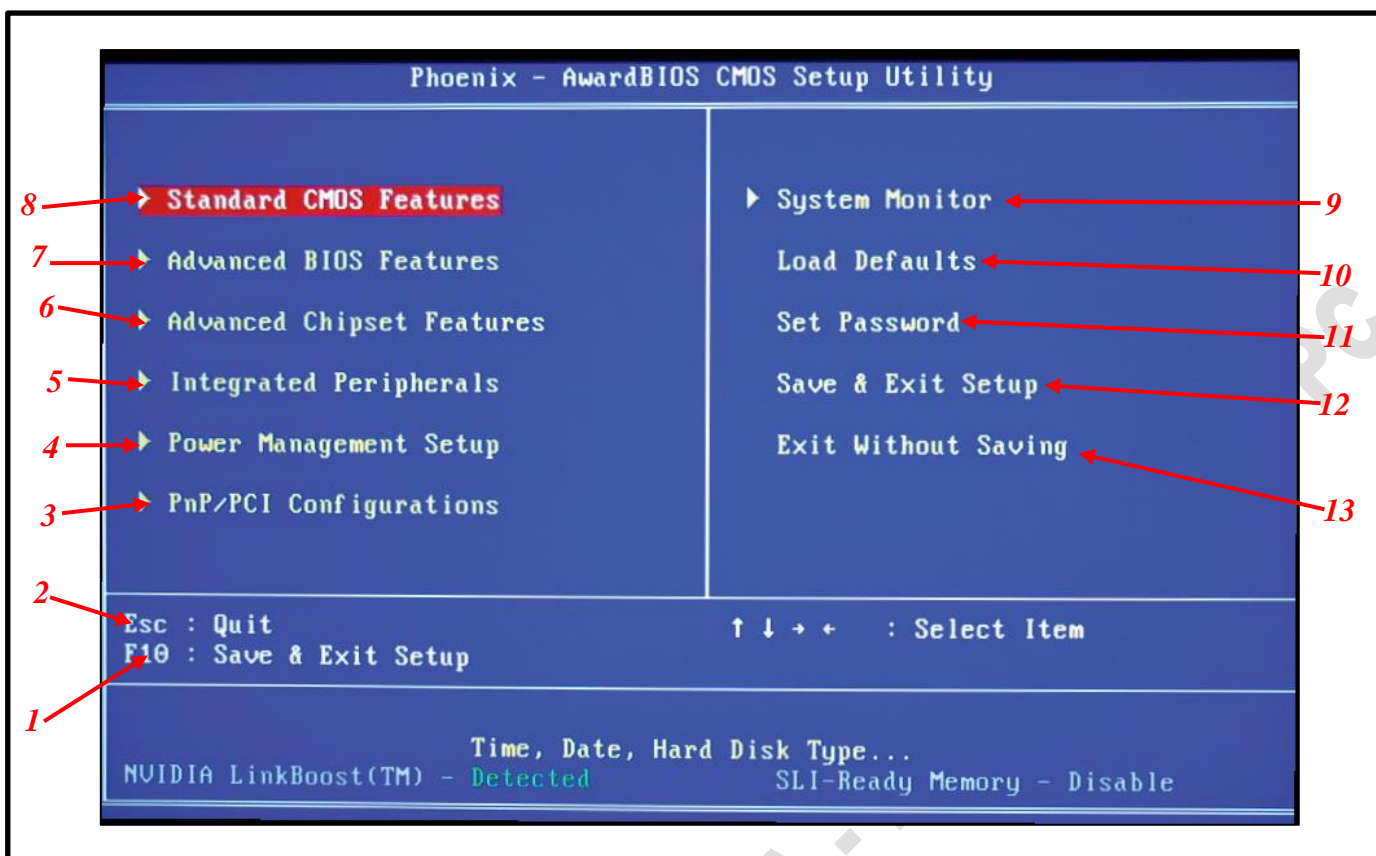 Phoenix - AwardBIOS CMOS Setup Utility
8 Standard CMOS Features
7 Advanced BIOS Features
6 Advanced Chipset Features
5 Integrated Peripherals
4 Power Management Setup
3 PnP/PCI Configurations
System Monitor 9
Load Defaults 10
Set Password 11
Save & Exit Setup 12
Exit Without Saving 13
2 Esc : Quit
1 F10 : Save & Exit Setup
↑ ↓ → ← : Select Item
Time, Date, Hard Disk Type...
NVIDIA LinkBoost(TM) - Detected
SLI-Ready Memory - Disable
PC